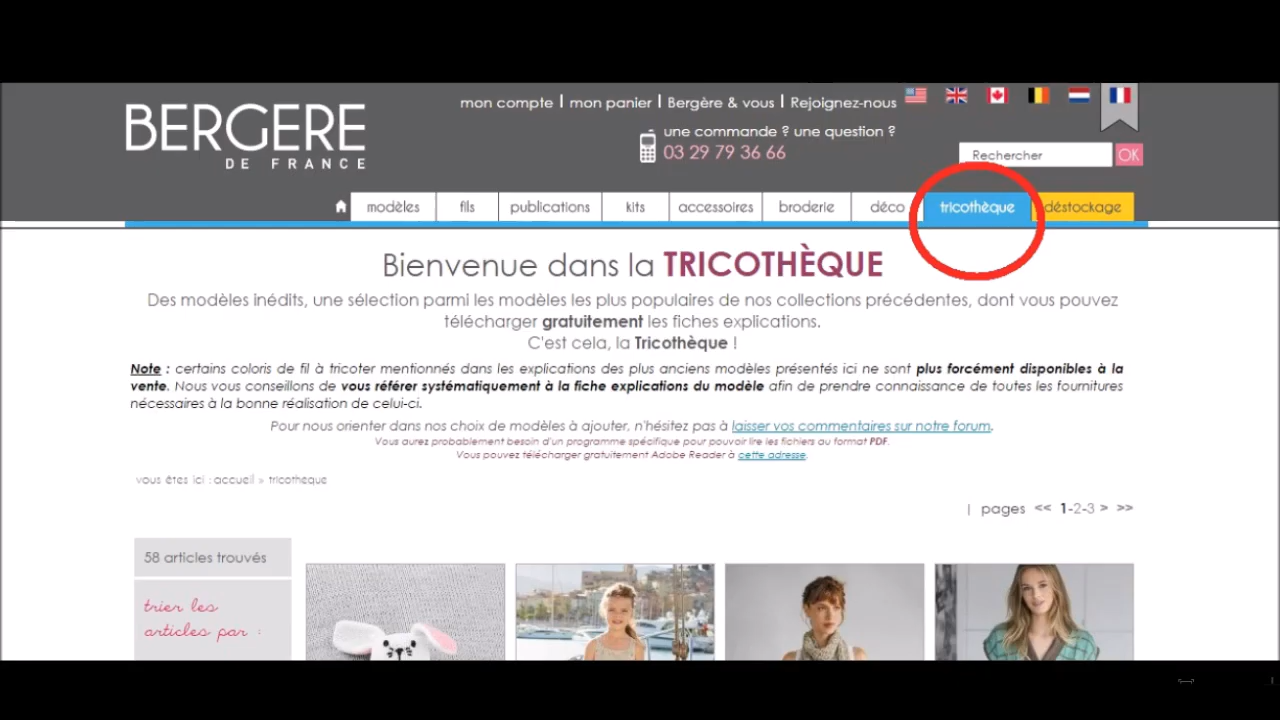 BERGERE
DE FRANCE
mon compte | mon panier | Bergère & vous | Rejoignez-nous
une commande ? une question ?
03 29 79 36 66
Rechercher OK
modèles fils publications kits accessoires broderie déco tricothèque déstockage
Bienvenue dans la TRICOTHÈQUE
Des modèles inédits, une sélection parmi les modèles les plus populaires de nos collections précédentes, dont vous pouvez
télécharger gratuitement les fiches explications.
C'est cela, la Tricothèque !
Note : certains coloris de fil à tricoter mentionnés dans les explications des plus anciens modèles présentés ici ne sont plus forcément disponibles à la
vente. Nous vous conseillons de vous référer systématiquement à la fiche explications du modèle afin de prendre connaissance de toutes les fournitures
nécessaires à la bonne réalisation de celui-ci.
Pour nous orienter dans nos choix de modèles à ajouter, n'hésitez pas à laisser vos commentaires sur notre forum.
Vous aurez probablement besoin d'un programme spécifique pour pouvoir lire les fichiers au format PDF.
Vous pouvez télécharger gratuitement Adobe Reader à cette adresse.
vous êtes ici : accueil » tricotheque
| pages << 1-2-3 > >>
58 articles trouvés
trier les
articles par :